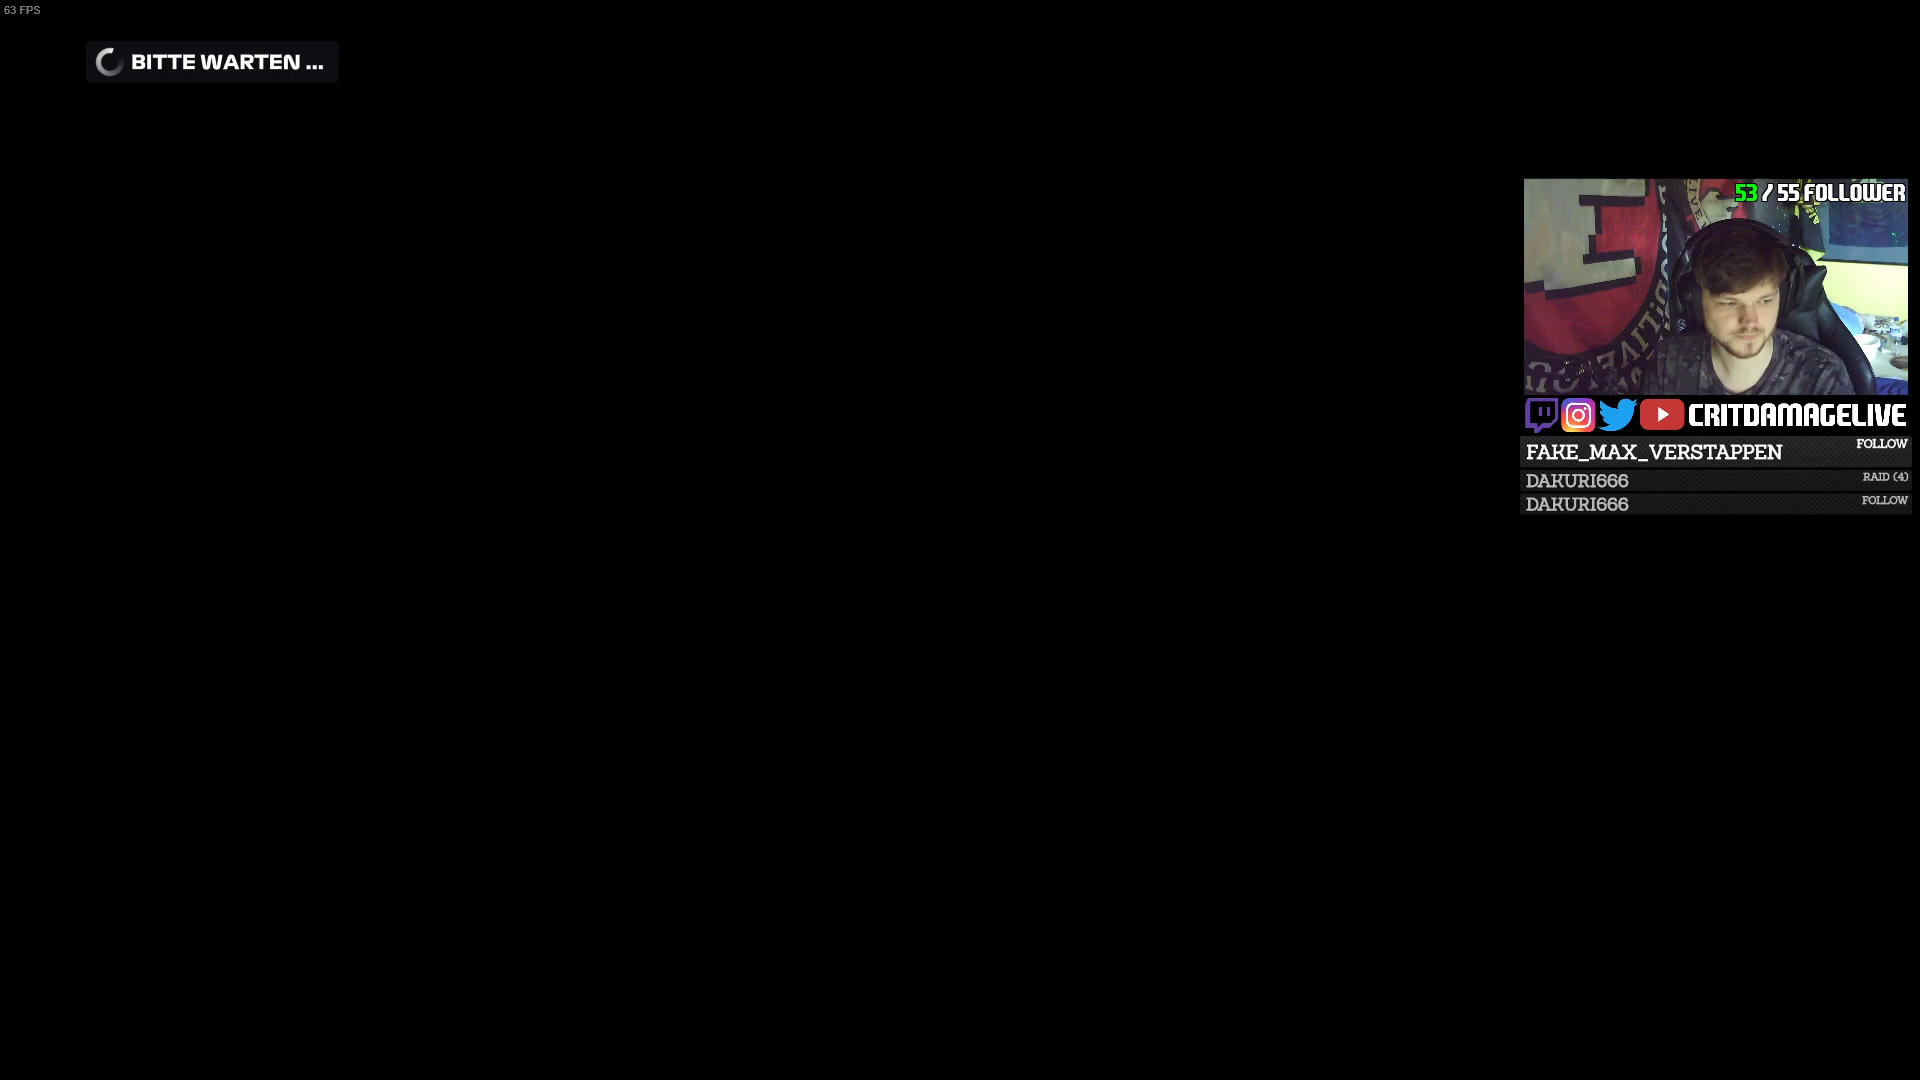 63 FPS
BITTE WARTEN ...
53 / 55 FOLLOWER
CRITDAMAGELIVE
FAKE_MAX_VERSTAPPEN FOLLOW
DAKURI666 RAID (4)
DAKURI666 FOLLOW